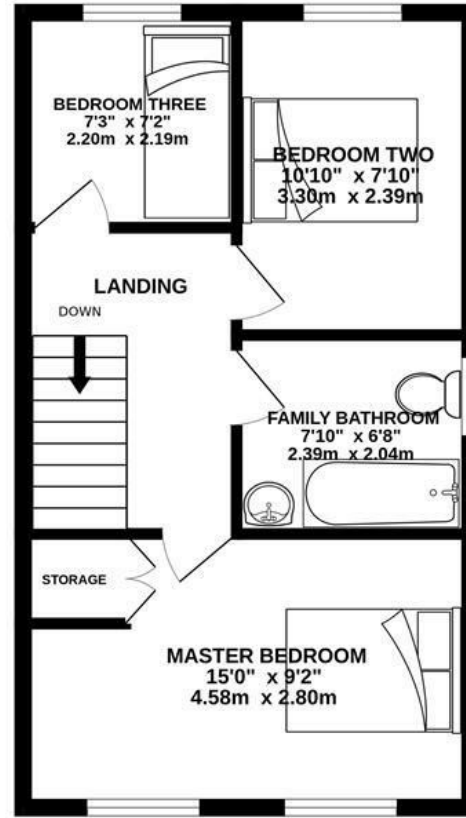 BEDROOM THREE
7'3" x 7'2"
2.20m x 2.19m
BEDROOM TWO
10'10" x 7'10"
3.30m x 2.39m
LANDING
DOWN
FAMILY BATHROOM
7'10" x 6'8"
2.39m x 2.04m
STORAGE
MASTER BEDROOM
15'0" x 9'2"
4.58m x 2.80m